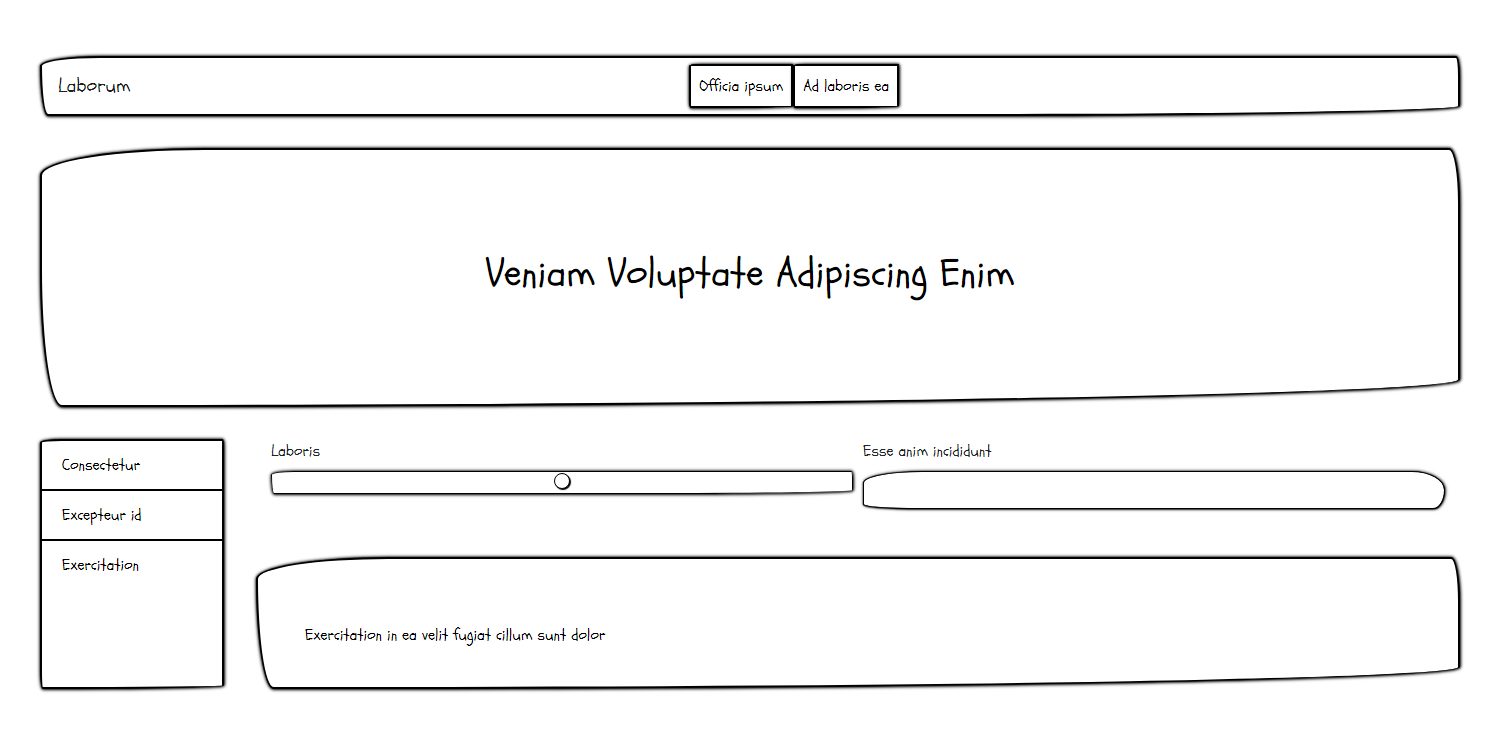 Laborum
Officia ipsum
Ad laboris ea
Veniam Voluptate Adipiscing Enim
Consectetur
Excepteur id
Exercitation
Laboris
Esse anim incididunt
Exercitation in ea velit fugiat cillum sunt dolor